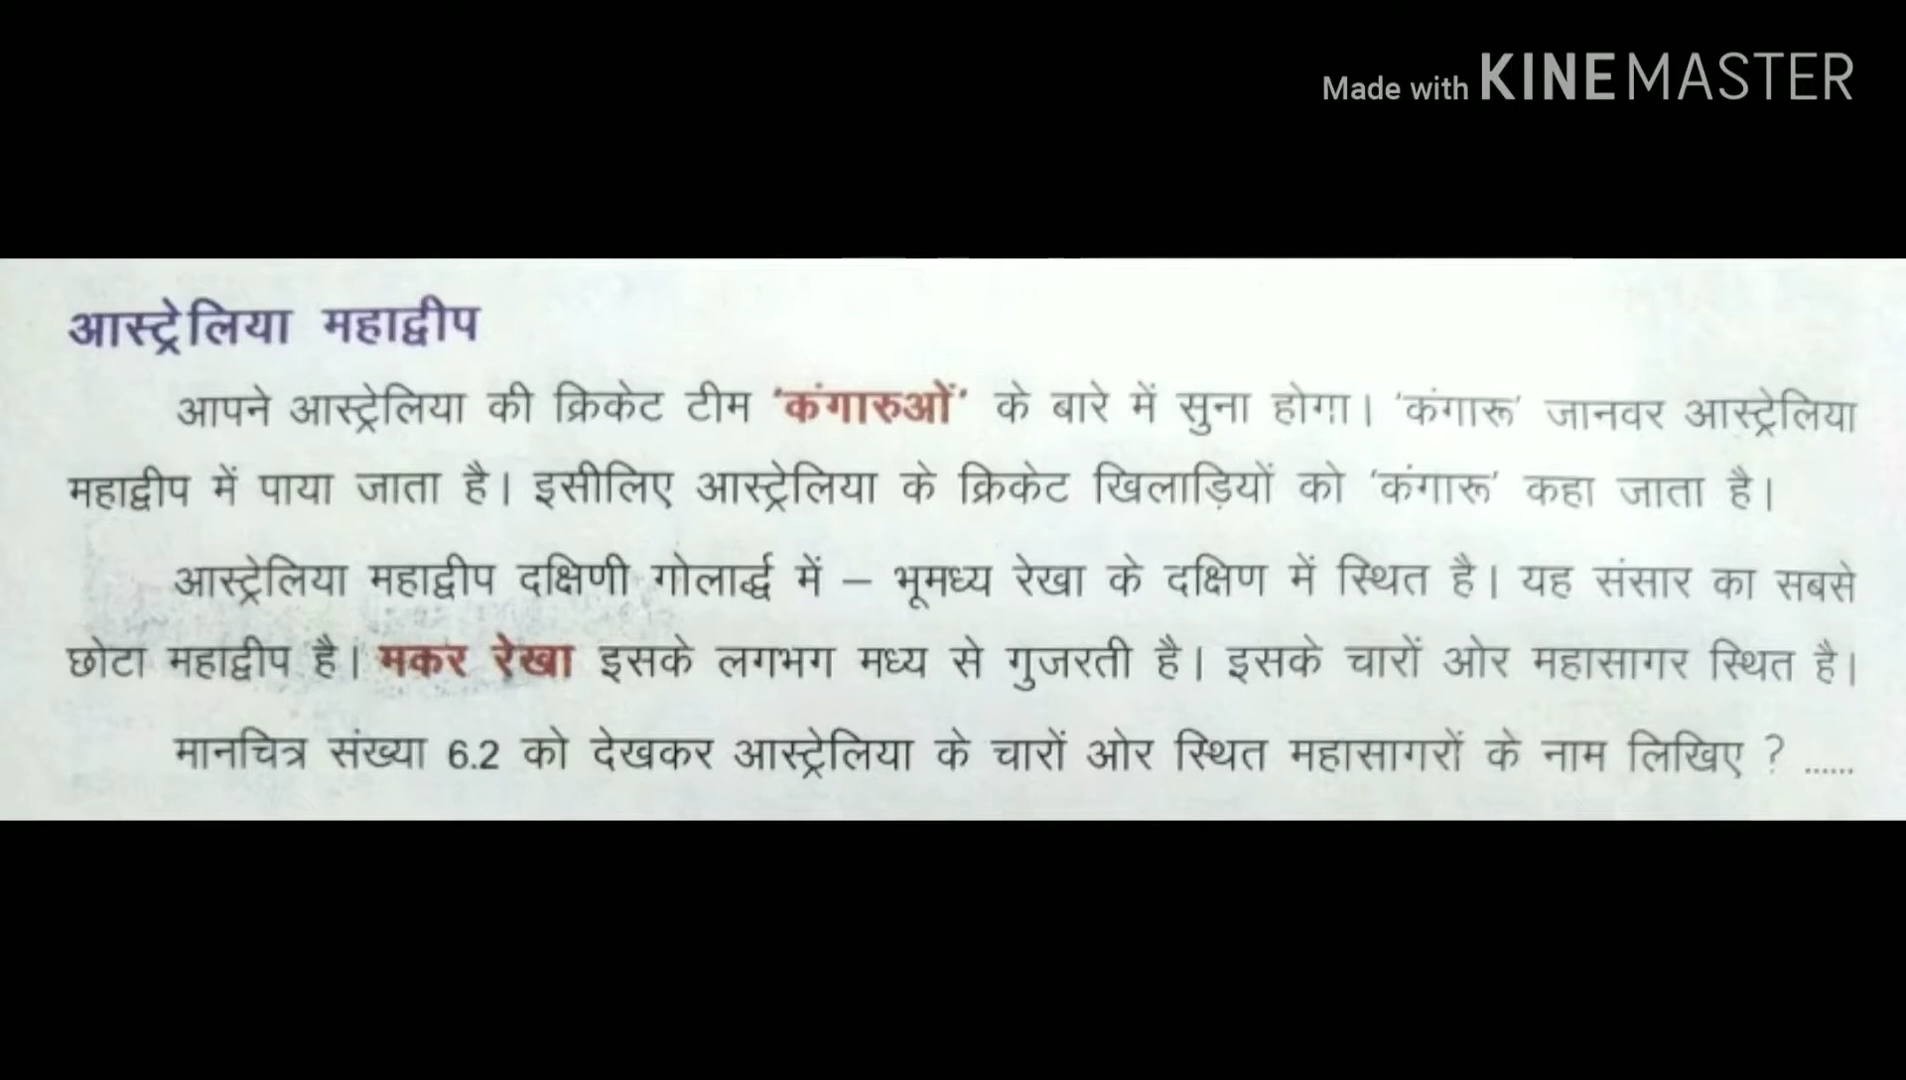 Made with KINEMASTER
आस्ट्रेलिया महाद्वीप
आपने आस्ट्रेलिया की क्रिकेट टीम 'कंगारुओं' के बारे में सुना होगा। 'कंगारू' जानवर आस्ट्रेलिया
महाद्वीप में पाया जाता है। इसीलिए आस्ट्रेलिया के क्रिकेट खिलाड़ियों को 'कंगारू' कहा जाता है।
आस्ट्रेलिया महाद्वीप दक्षिणी गोलार्द्ध में – भूमध्य रेखा के दक्षिण में स्थित है। यह संसार का सबसे
छोटा महाद्वीप है। मकर रेखा इसके लगभग मध्य से गुजरती है। इसके चारों ओर महासागर स्थित है।
मानचित्र संख्या 6.2 को देखकर आस्ट्रेलिया के चारों ओर स्थित महासागरों के नाम लिखिए ? ......